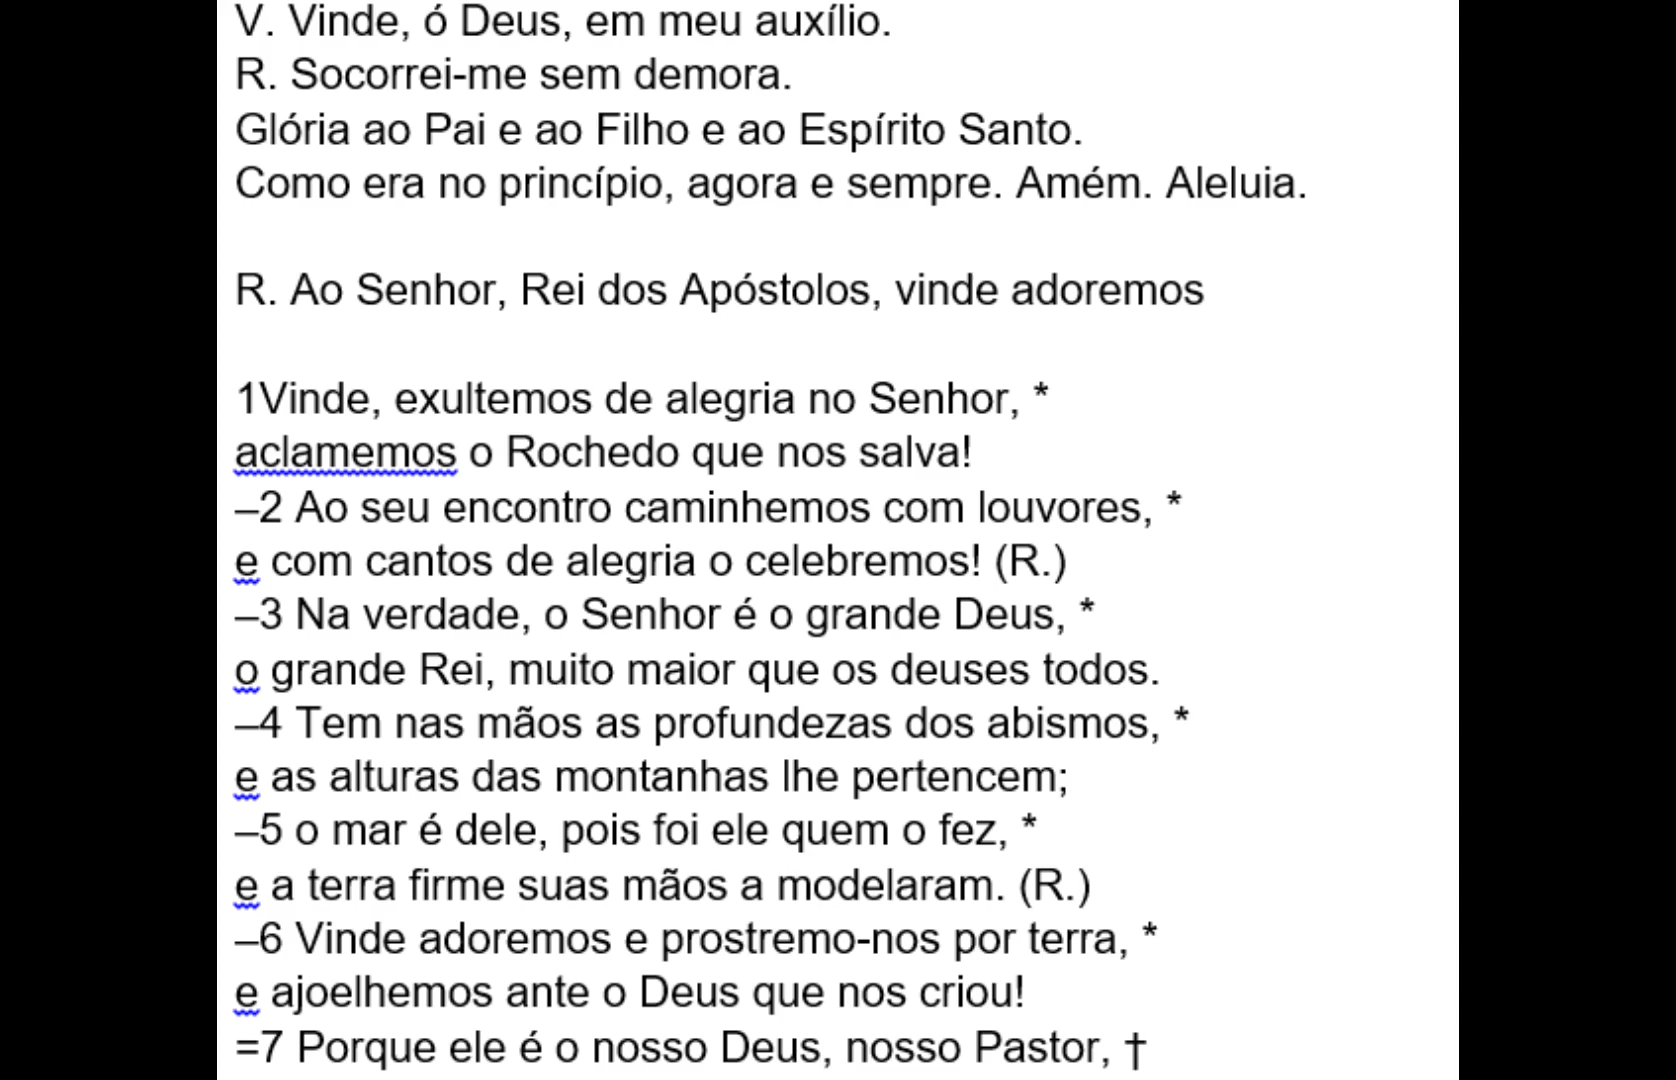 V. Vinde, ó Deus, em meu auxílio.
R. Socorrei-me sem demora.
Glória ao Pai e ao Filho e ao Espírito Santo.
Como era no princípio, agora e sempre. Amém. Aleluia.
R. Ao Senhor, Rei dos Apóstolos, vinde adoremos
1Vinde, exultemos de alegria no Senhor, *
aclamemos o Rochedo que nos salva!
–2 Ao seu encontro caminhemos com louvores, *
e com cantos de alegria o celebremos! (R.)
–3 Na verdade, o Senhor é o grande Deus, *
o grande Rei, muito maior que os deuses todos.
–4 Tem nas mãos as profundezas dos abismos, *
e as alturas das montanhas lhe pertencem;
–5 o mar é dele, pois foi ele quem o fez, *
e a terra firme suas mãos a modelaram. (R.)
–6 Vinde adoremos e prostremo-nos por terra, *
e ajoelhemos ante o Deus que nos criou!
=7 Porque ele é o nosso Deus, nosso Pastor, †